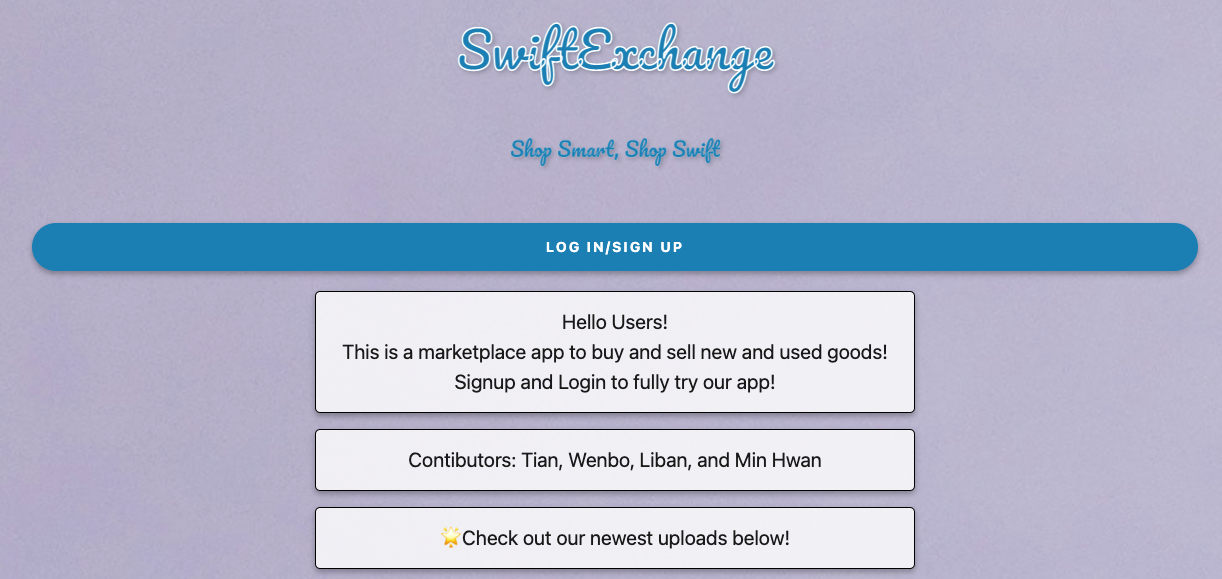 SwiftExchange
Shop Smart, Shop Swift
LOG IN/SIGN UP
Hello Users!
This is a marketplace app to buy and sell new and used goods!
Signup and Login to fully try our app!
Contibutors: Tian, Wenbo, Liban, and Min Hwan
🌟Check out our newest uploads below!